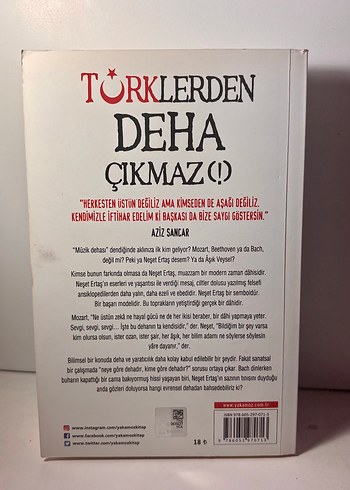 TÜRKLERDEN
DEHA
ÇIKMAZ(!)
"HERKESTEN ÜSTÜN DEĞİLİZ AMA KİMSEDEN DE AŞAĞI DEĞİLİZ.
KENDİMİZLE İFTİHAR EDELİM Kİ BAŞKASI DA BİZE SAYGI GÖSTERSİN."
AZİZ SANCAR
"Müzik dehası" dendiğinde aklınıza ilk kim geliyor? Mozart, Beethoven ya da Bach,
değil mi? Peki ya Neşet Ertaş desem? Ya da Âşık Veysel?
Kimse bunun farkında olmasa da Neşet Ertaş, muazzam bir modern zaman dâhisidir.
Neşet Ertaş'ın eserleri ve yaşantısı ile verdiği mesaj, ciltler dolusu yazılmış felsefi
ansiklopedilerden daha yalın, daha ezeli ve ebedidir. Neşet Ertaş bir semboldür.
Bir başarı modelidir. Bu toprakların yetiştirdiği gerçek bir dâhidir.
Mozart, "Ne üstün zekâ ne hayal gücü ne de her ikisi beraber, bir dâhi yapmaya yeter.
Sevgi, sevgi, sevgi... İşte bu dehanın ta kendisidir," der. Neşet, "Bildiğim bir şey varsa
kim olursa olsun, ister ozan, ister şair, her âşık, her bilim adamı ne söylerse söylesin
yâre dayanır," der.
Bilimsel bir konuda deha ve yaratıcılık daha kolay kabul edilebilir bir şeydir. Fakat sanatsal
bir çalışmada "neye göre dehadır, kime göre dehadır?" sorusu ortaya çıkar. Bach dinlerken
buharın kapattığı bir cama bakıyormuş hissi yaşayan biri, Neşet Ertaş'ın sazının tınısını duyduğu
anda gözleri doluyorsa hangi evrensel dehadan bahsedebiliriz ki?
www.yakamoz.com.tr
www.instagram.com/yakamozkitap
www.facebook.com/yakamozkitap
www.twitter.com/yakamozkitap
18 ₺